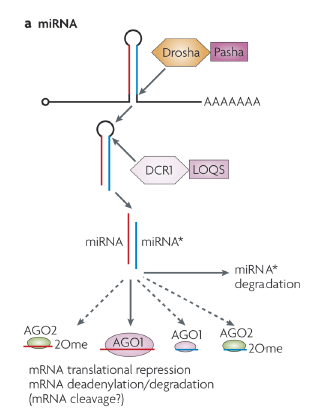 a miRNA
Drosha Pasha
AAAAAAA
DCR1 LOQS
miRNA miRNA*
miRNA*
degradation
AGO2 2Ome AGO1 AGO1 AGO2 2Ome
mRNA translational repression
mRNA deadenylation/degradation
(mRNA cleavage?)